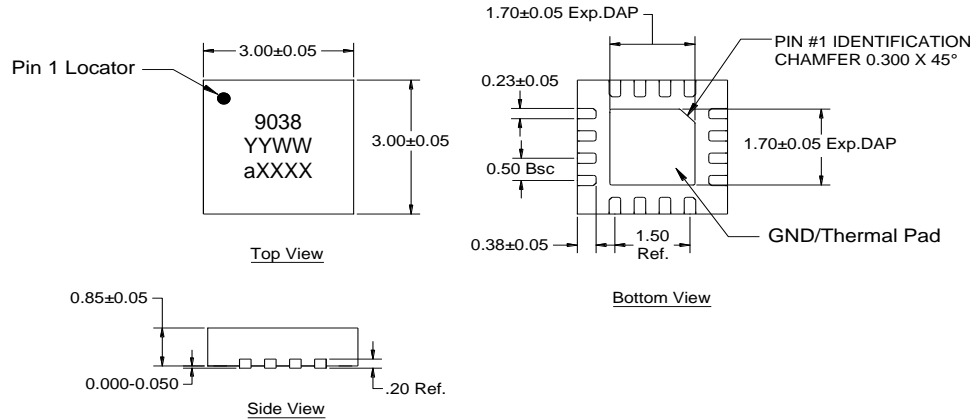 3.00±0.05
Pin 1 Locator
9038
YYWW
aXXXX
3.00±0.05
Top View
1.70±0.05 Exp.DAP
PIN #1 IDENTIFICATION
CHAMFER 0.300 X 45°
0.23±0.05
0.50 Bsc
1.70±0.05 Exp.DAP
0.38±0.05
1.50
Ref.
GND/Thermal Pad
Bottom View
0.85±0.05
0.000-0.050
.20 Ref.
Side View